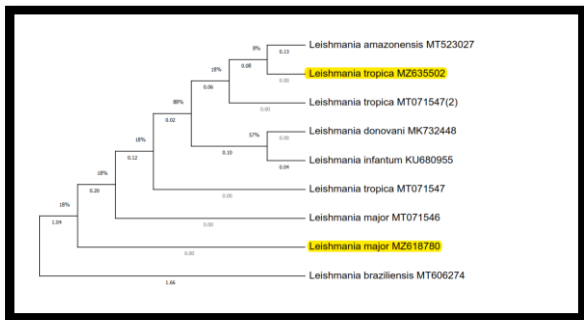 Leishmania amazonensis MT523027
8%
0.13
18%
0.08
Leishmania tropica MZ635502
0.00
88%
0.06
Leishmania tropica MT071547(2)
0.00
18%
0.02
Leishmania donovani MK732448
57%
0.00
0.10
Leishmania infantum KU680955
0.04
18%
0.12
Leishmania tropica MT071547
0.00
18%
0.20
Leishmania major MT071546
0.00
1.04
Leishmania major MZ618780
0.00
Leishmania braziliensis MT606274
1.66